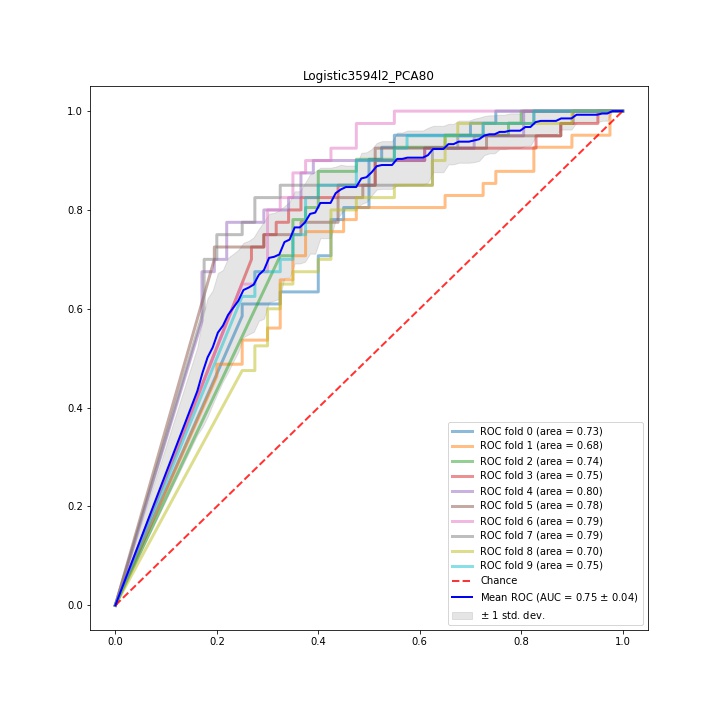 Logistic3594l2_PCA80
1.0
0.8
0.6
0.4
0.2
0.0
0.0 0.2 0.4 0.6 0.8 1.0
ROC fold 0 (area = 0.73)
ROC fold 1 (area = 0.68)
ROC fold 2 (area = 0.74)
ROC fold 3 (area = 0.75)
ROC fold 4 (area = 0.80)
ROC fold 5 (area = 0.78)
ROC fold 6 (area = 0.79)
ROC fold 7 (area = 0.79)
ROC fold 8 (area = 0.70)
ROC fold 9 (area = 0.75)
Chance
Mean ROC (AUC = 0.75 ± 0.04)
± 1 std. dev.